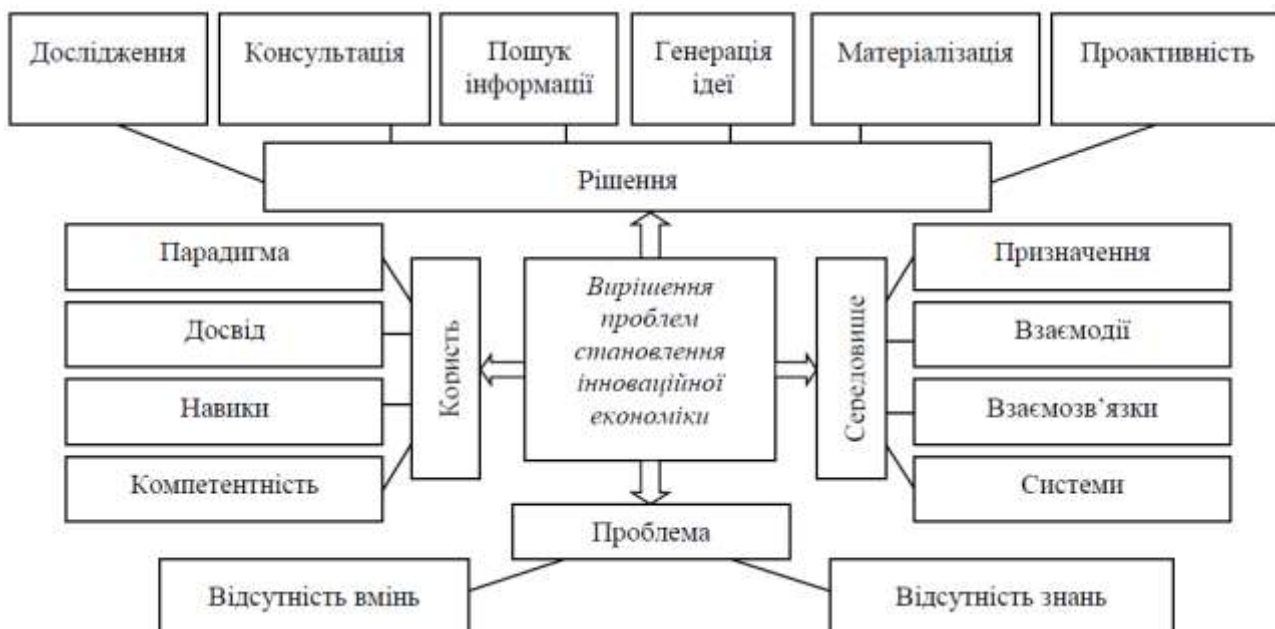 Дослідження
Консультація
Пошук
інформації
Генерація
ідеї
Матеріалізація
Проактивність
Рішення
Парадигма
Досвід
Навики
Компетентність
Користь
Вирішення
проблем
становлення
інноваційної
економіки
Середовище
Призначення
Взаємодії
Взаємозв’язки
Системи
Проблема
Відсутність вмінь
Відсутність знань